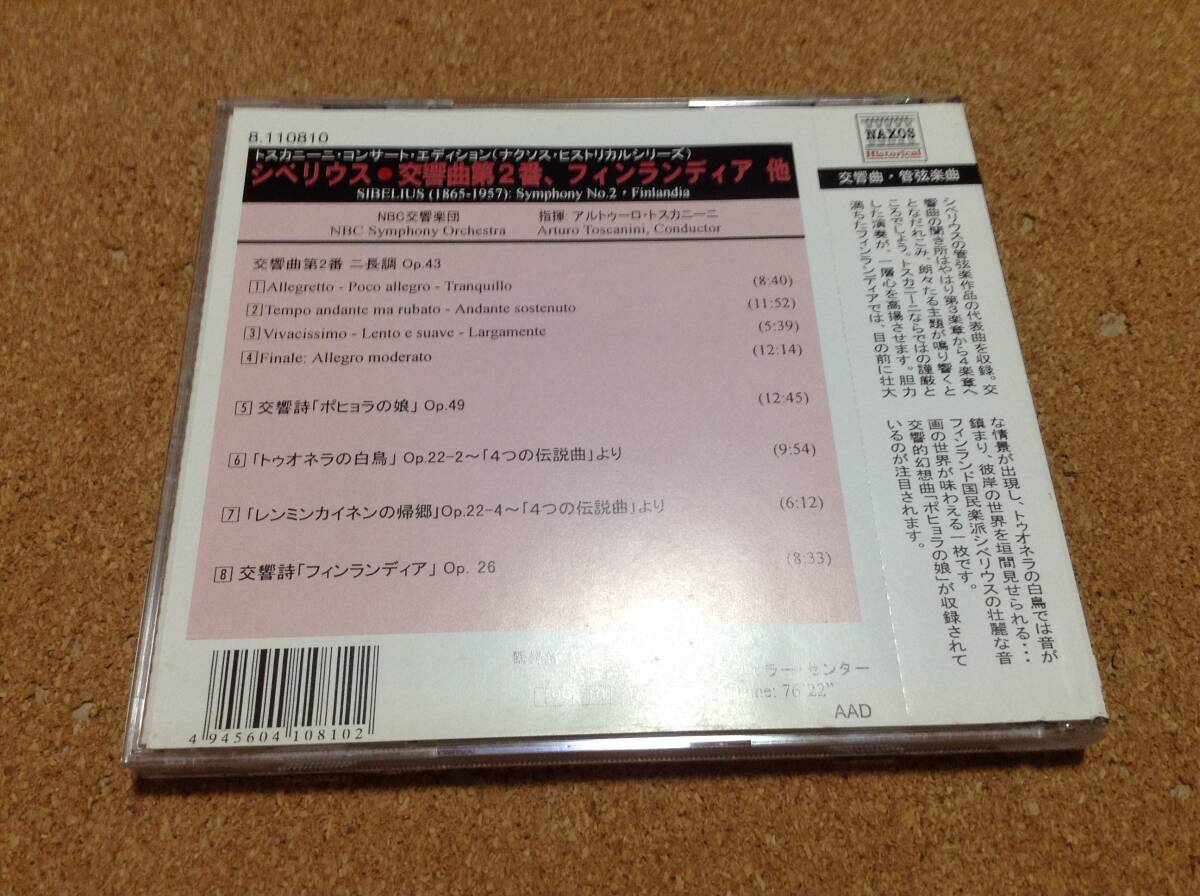 8.110810
トスカニーニ・コンサート・エディション(ナクソス・ヒストリカルシリーズ)
シベリウス●交響曲第2番、フィンランディア 他
SIBELIUS (1865-1957): Symphony No.2・Finlandia
NBC交響楽団 指揮: アルトゥーロ・トスカニーニ
NBC Symphony Orchestra Arturo Toscanini, Conductor
交響曲第2番 ニ長調 Op.43
1 Allegretto - Poco allegro - Tranquillo (8:40)
2 Tempo andante ma rubato - Andante sostenuto (11:52)
3 Vivacissimo - Lento e suave - Largamente (5:39)
4 Finale: Allegro moderato (12:14)
5 交響詩「ポヒョラの娘」 Op.49 (12:45)
6 「トゥオネラの白鳥」 Op.22-2～「4つの伝説曲」より (9:54)
7 「レンミンカイネンの帰郷」Op.22-4～「4つの伝説曲」より (6:12)
8 交響詩「フィンランディア」 Op. 26 (8:33)
ラー・センター
76'22"
AAD
4 945604 108102
NAXOS
Historical
交響曲・管弦楽曲
シベリウスの管弦楽作品の代表曲を収録。交
響曲の聞き所はやはり第3楽章から4楽章へ
となだれこみ、朗々たる主題が鳴り響くと
ころでしょう。トスカニーニならではの謹厳と
した演奏が、一層心を高揚させます。胆力
満ちたフィンランディアでは、目の前に壮大
な情景が出現し、トゥオネラの白鳥では音が
鎮まり、彼岸の世界を垣間見せられる・・・
フィンランド国民楽派シベリウスの壮麗な音
画の世界が味わえる一枚です。
交響的幻想曲「ポヒョラの娘」が収録されて
いるのが注目されます。